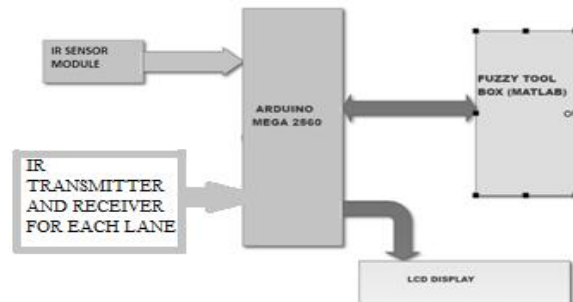 IR SENSOR
MODULE
ARDUINO
MEGA 2560
FUZZY TOOL
BOX (MATLAB)
IR
TRANSMITTER
AND RECEIVER
FOR EACH LANE
LCD DISPLAY